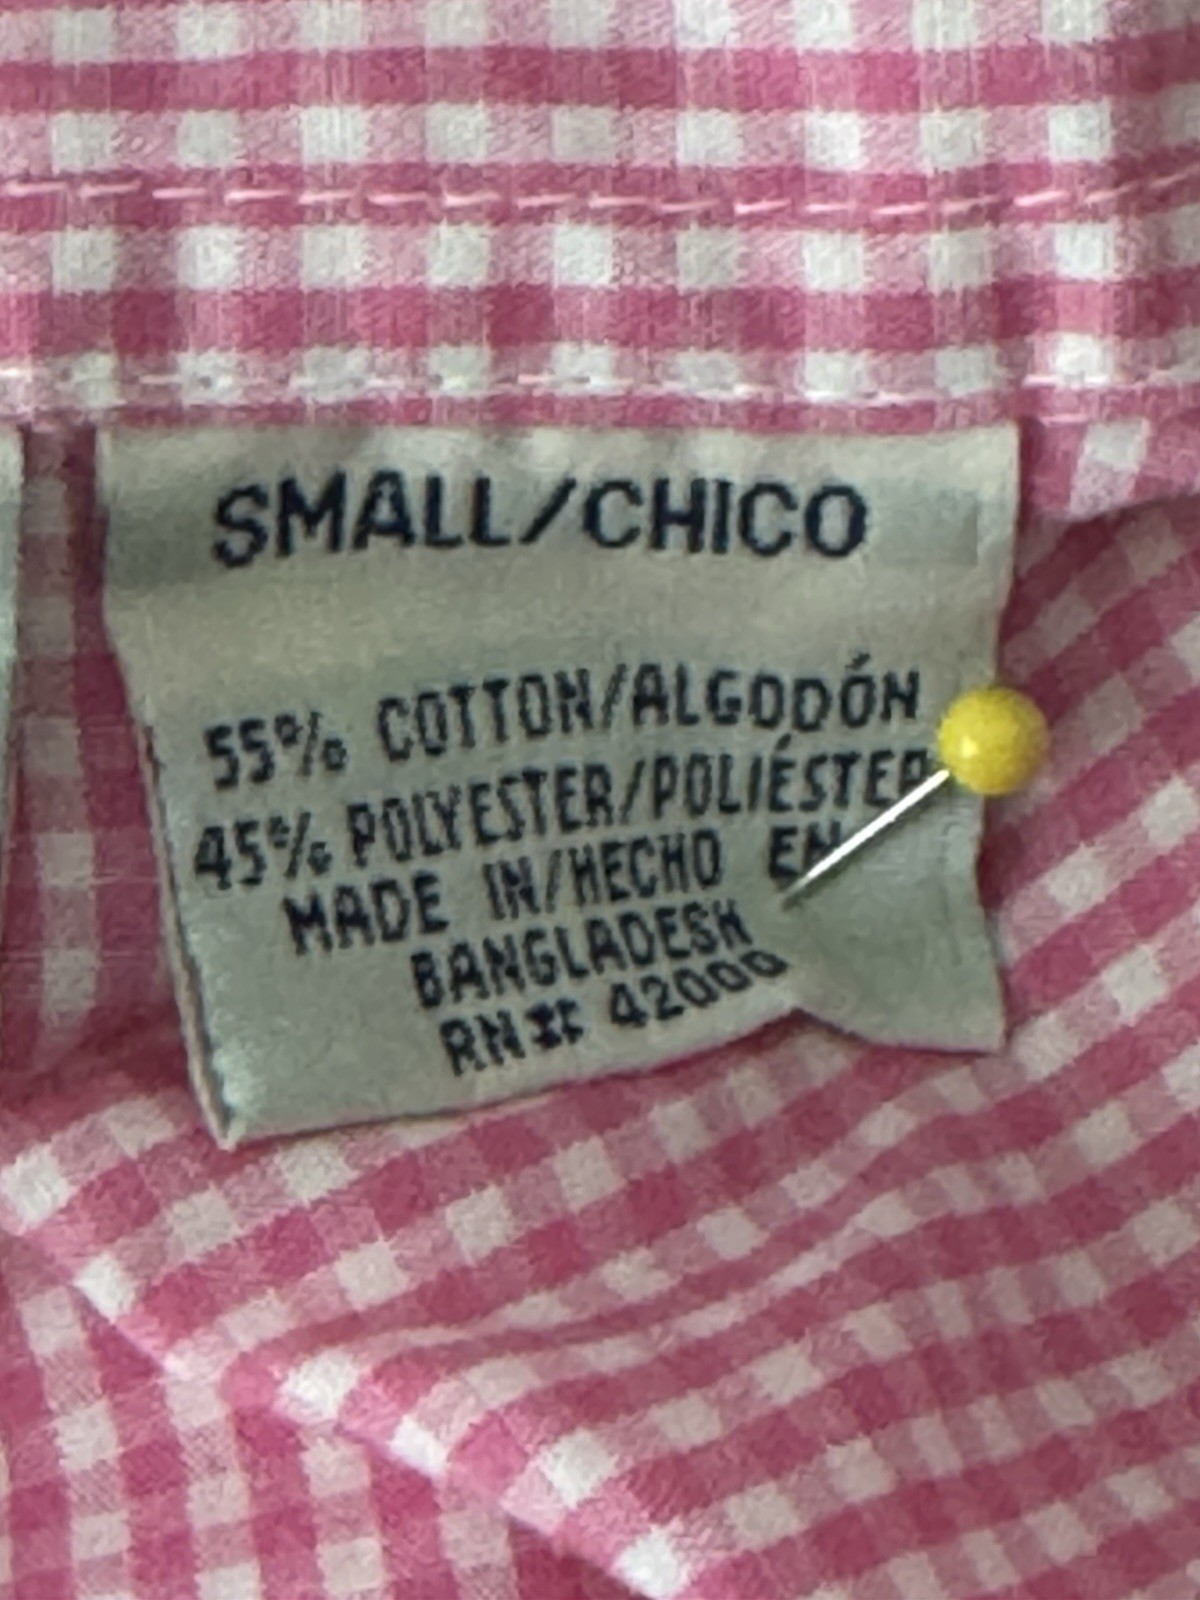 SMALL/CHICO
55% COTTON/ALGODÓN
45% POLYESTER/POLIÉSTER
MADE IN/HECHO EN
BANGLADESH
RN# 42000